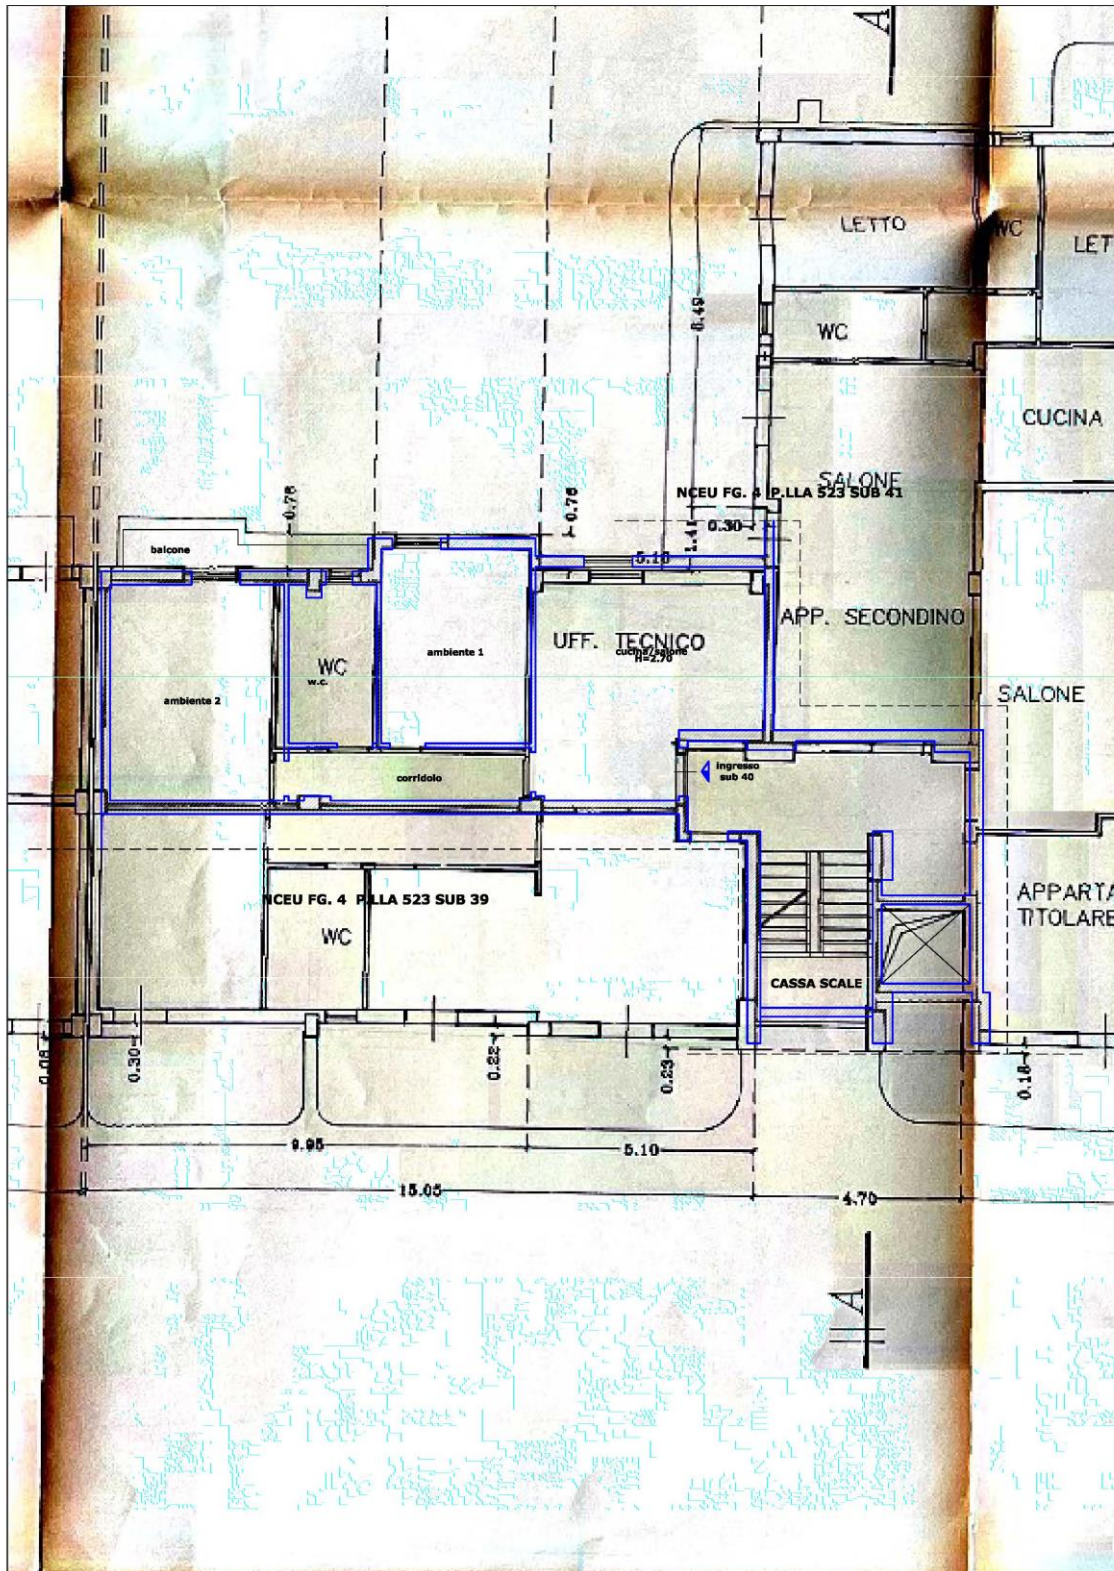 A
LETTO
WC
LET
8.49
WC
CUCINA
SALONE
NCEU FG. 4 P.LLA 523 SUB 41
0.76
0.76
0.30
1.41
5.10
balcone
APP. SECONDINO
UFF. TECNICO
cucina/salone
H=2.70
ambiente 1
WC
w.c.
ambiente 2
SALONE
corridoio
ingresso
sub 40
NCEU FG. 4 P.LLA 523 SUB 39
APPARTA
TITOLARE
WC
CASSA SCALE
0.30
0.22
0.23
0.18
9.95
5.10
15.05
4.70
A